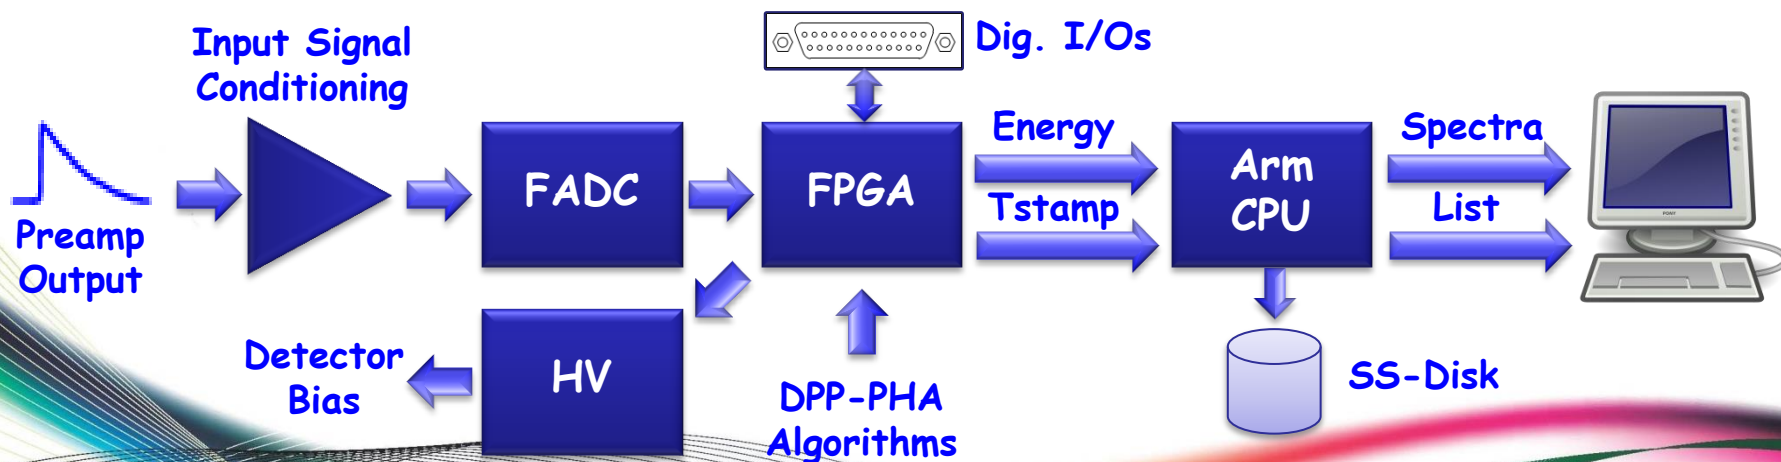 Input Signal
Conditioning
Dig. I/Os
Preamp
Output
FADC
FPGA
Energy
Tstamp
Arm
CPU
Spectra
List
Detector
Bias
HV
DPP-PHA
Algorithms
SS-Disk